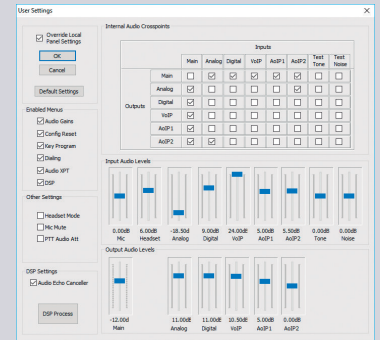 User Settings
Override Local
Panel Settings
OK
Cancel
Default Settings
Enabled Menus
Audio Gains
Config Reset
Key Program
Dialing
Audio XPT
DSP
Other Settings
Headset Mode
Mic Mute
PTT Audio Att
DSP Settings
Audio Echo Canceller
DSP Process
Internal Audio Crosspoints
Inputs
Main Analog Digital VoIP AoIP1 AoIP2 Test Tone Test Noise
Outputs
Main
Analog
Digital
VoIP
AoIP1
AoIP2
Input Audio Levels
0.00dB 6.00dB -18.50d 9.00dB 24.00dE 5.00dB 5.50dB 0.00dB 0.00dB
Mic Headset Analog Digital VoIP AoIP1 AoIP2 Tone Noise
Output Audio Levels
-12.00d 11.00dE 11.00dE 10.50dE 5.00dB 0.00dB
Main Analog Digital VoIP AoIP1 AoIP2